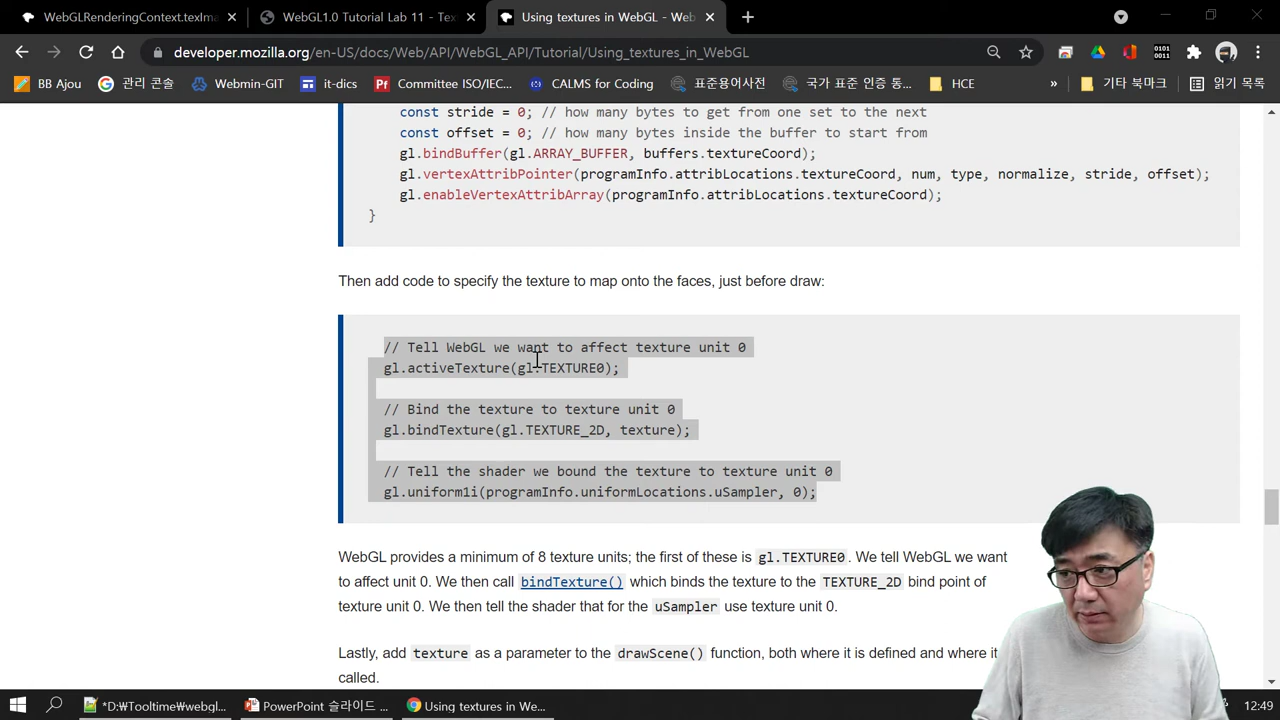 WebGLRenderingContext.texIma
WebGL1.0 Tutorial Lab 11 - Text
Using textures in WebGL - Web
developer.mozilla.org/en-US/docs/Web/API/WebGL_API/Tutorial/Using_textures_in_WebGL
BB Ajou
관리 콘솔
Webmin-GIT
it-dics
Committee ISO/IEC...
CALMS for Coding
표준용어사전
국가 표준 인증 통...
HCE
»
기타 북마크
읽기 목록
const stride = 0; // how many bytes to get from one set to the next
const offset = 0; // how many bytes inside the buffer to start from
gl.bindBuffer(gl.ARRAY_BUFFER, buffers.textureCoord);
gl.vertexAttribPointer(programInfo.attribLocations.textureCoord, num, type, normalize, stride, offset);
gl.enableVertexAttribArray(programInfo.attribLocations.textureCoord);
}
Then add code to specify the texture to map onto the faces, just before draw:
// Tell WebGL we want to affect texture unit 0
gl.activeTexture(gl.TEXTURE0);
// Bind the texture to texture unit 0
gl.bindTexture(gl.TEXTURE_2D, texture);
// Tell the shader we bound the texture to texture unit 0
gl.uniform1i(programInfo.uniformLocations.uSampler, 0);
WebGL provides a minimum of 8 texture units; the first of these is gl.TEXTURE0. We tell WebGL we want
to affect unit 0. We then call bindTexture() which binds the texture to the TEXTURE_2D bind point of
texture unit 0. We then tell the shader that for the uSampler use texture unit 0.
Lastly, add texture as a parameter to the drawScene() function, both where it is defined and where it
called.
*D:₩Tooltime₩webgl...
PowerPoint 슬라이드 ...
Using textures in We...
12:49